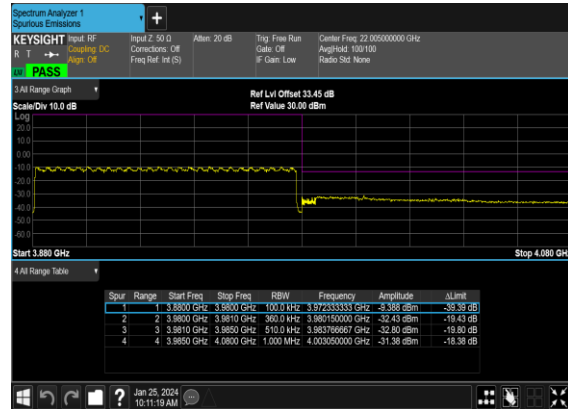 Spectrum Analyzer 1
Spurious Emissions
+
KEYSIGHT Input: RF Input Z: 50 Ω Atten: 20 dB Trig: Free Run Center Freq: 22.005000000 GHz
R T Coupling: DC Corrections: Off Gate: Off Avg|Hold: 100/100
Align: Off Freq Ref: Int (S) IF Gain: Low Radio Std: None
PASS
3 All Range Graph
Ref Lvl Offset 33.45 dB
Scale/Div 10.0 dB Ref Value 30.00 dBm
Log
20.0
10.0
0.00
-10.0
-20.0
-30.0
-40.0
-50.0
-60.0
Start 3.880 GHz Stop 4.080 GHz
4 All Range Table
Spur Range Start Freq Stop Freq RBW Frequency Amplitude ΔLimit
1 1 3.8800 GHz 3.9800 GHz 100.0 kHz 3.972333333 GHz -9.388 dBm -39.39 dB
2 2 3.9800 GHz 3.9810 GHz 360.0 kHz 3.980150000 GHz -32.43 dBm -19.43 dB
3 3 3.9810 GHz 3.9850 GHz 510.0 kHz 3.983766667 GHz -32.80 dBm -19.80 dB
4 4 3.9850 GHz 4.0800 GHz 1.000 MHz 4.003050000 GHz -31.38 dBm -18.38 dB
? Jan 25, 2024
10:11:19 AM